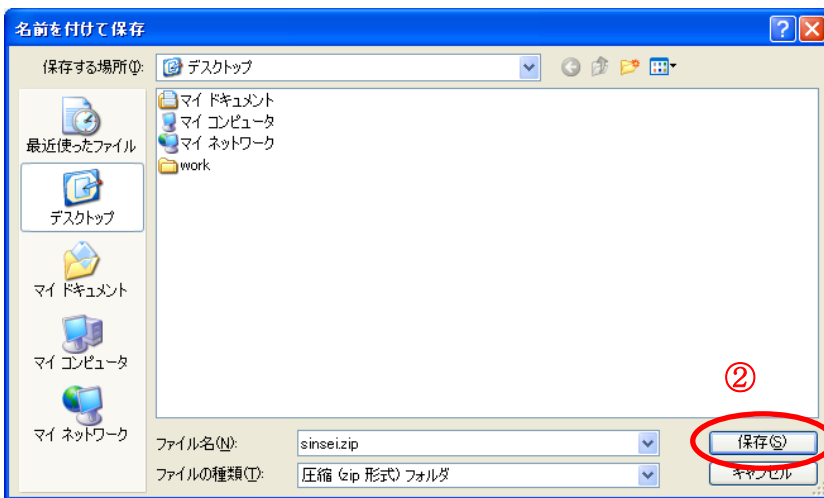 名前を付けて保存
保存する場所(I): デスクトップ
最近使ったファイル
デスクトップ
マイ ドキュメント
マイ コンピュータ
マイ ネットワーク
マイ ドキュメント
マイ コンピュータ
マイ ネットワーク
work
②
ファイル名(N): sinsei.zip 保存(S)
ファイルの種類(T): 圧縮 (zip 形式) フォルダ キャンセル